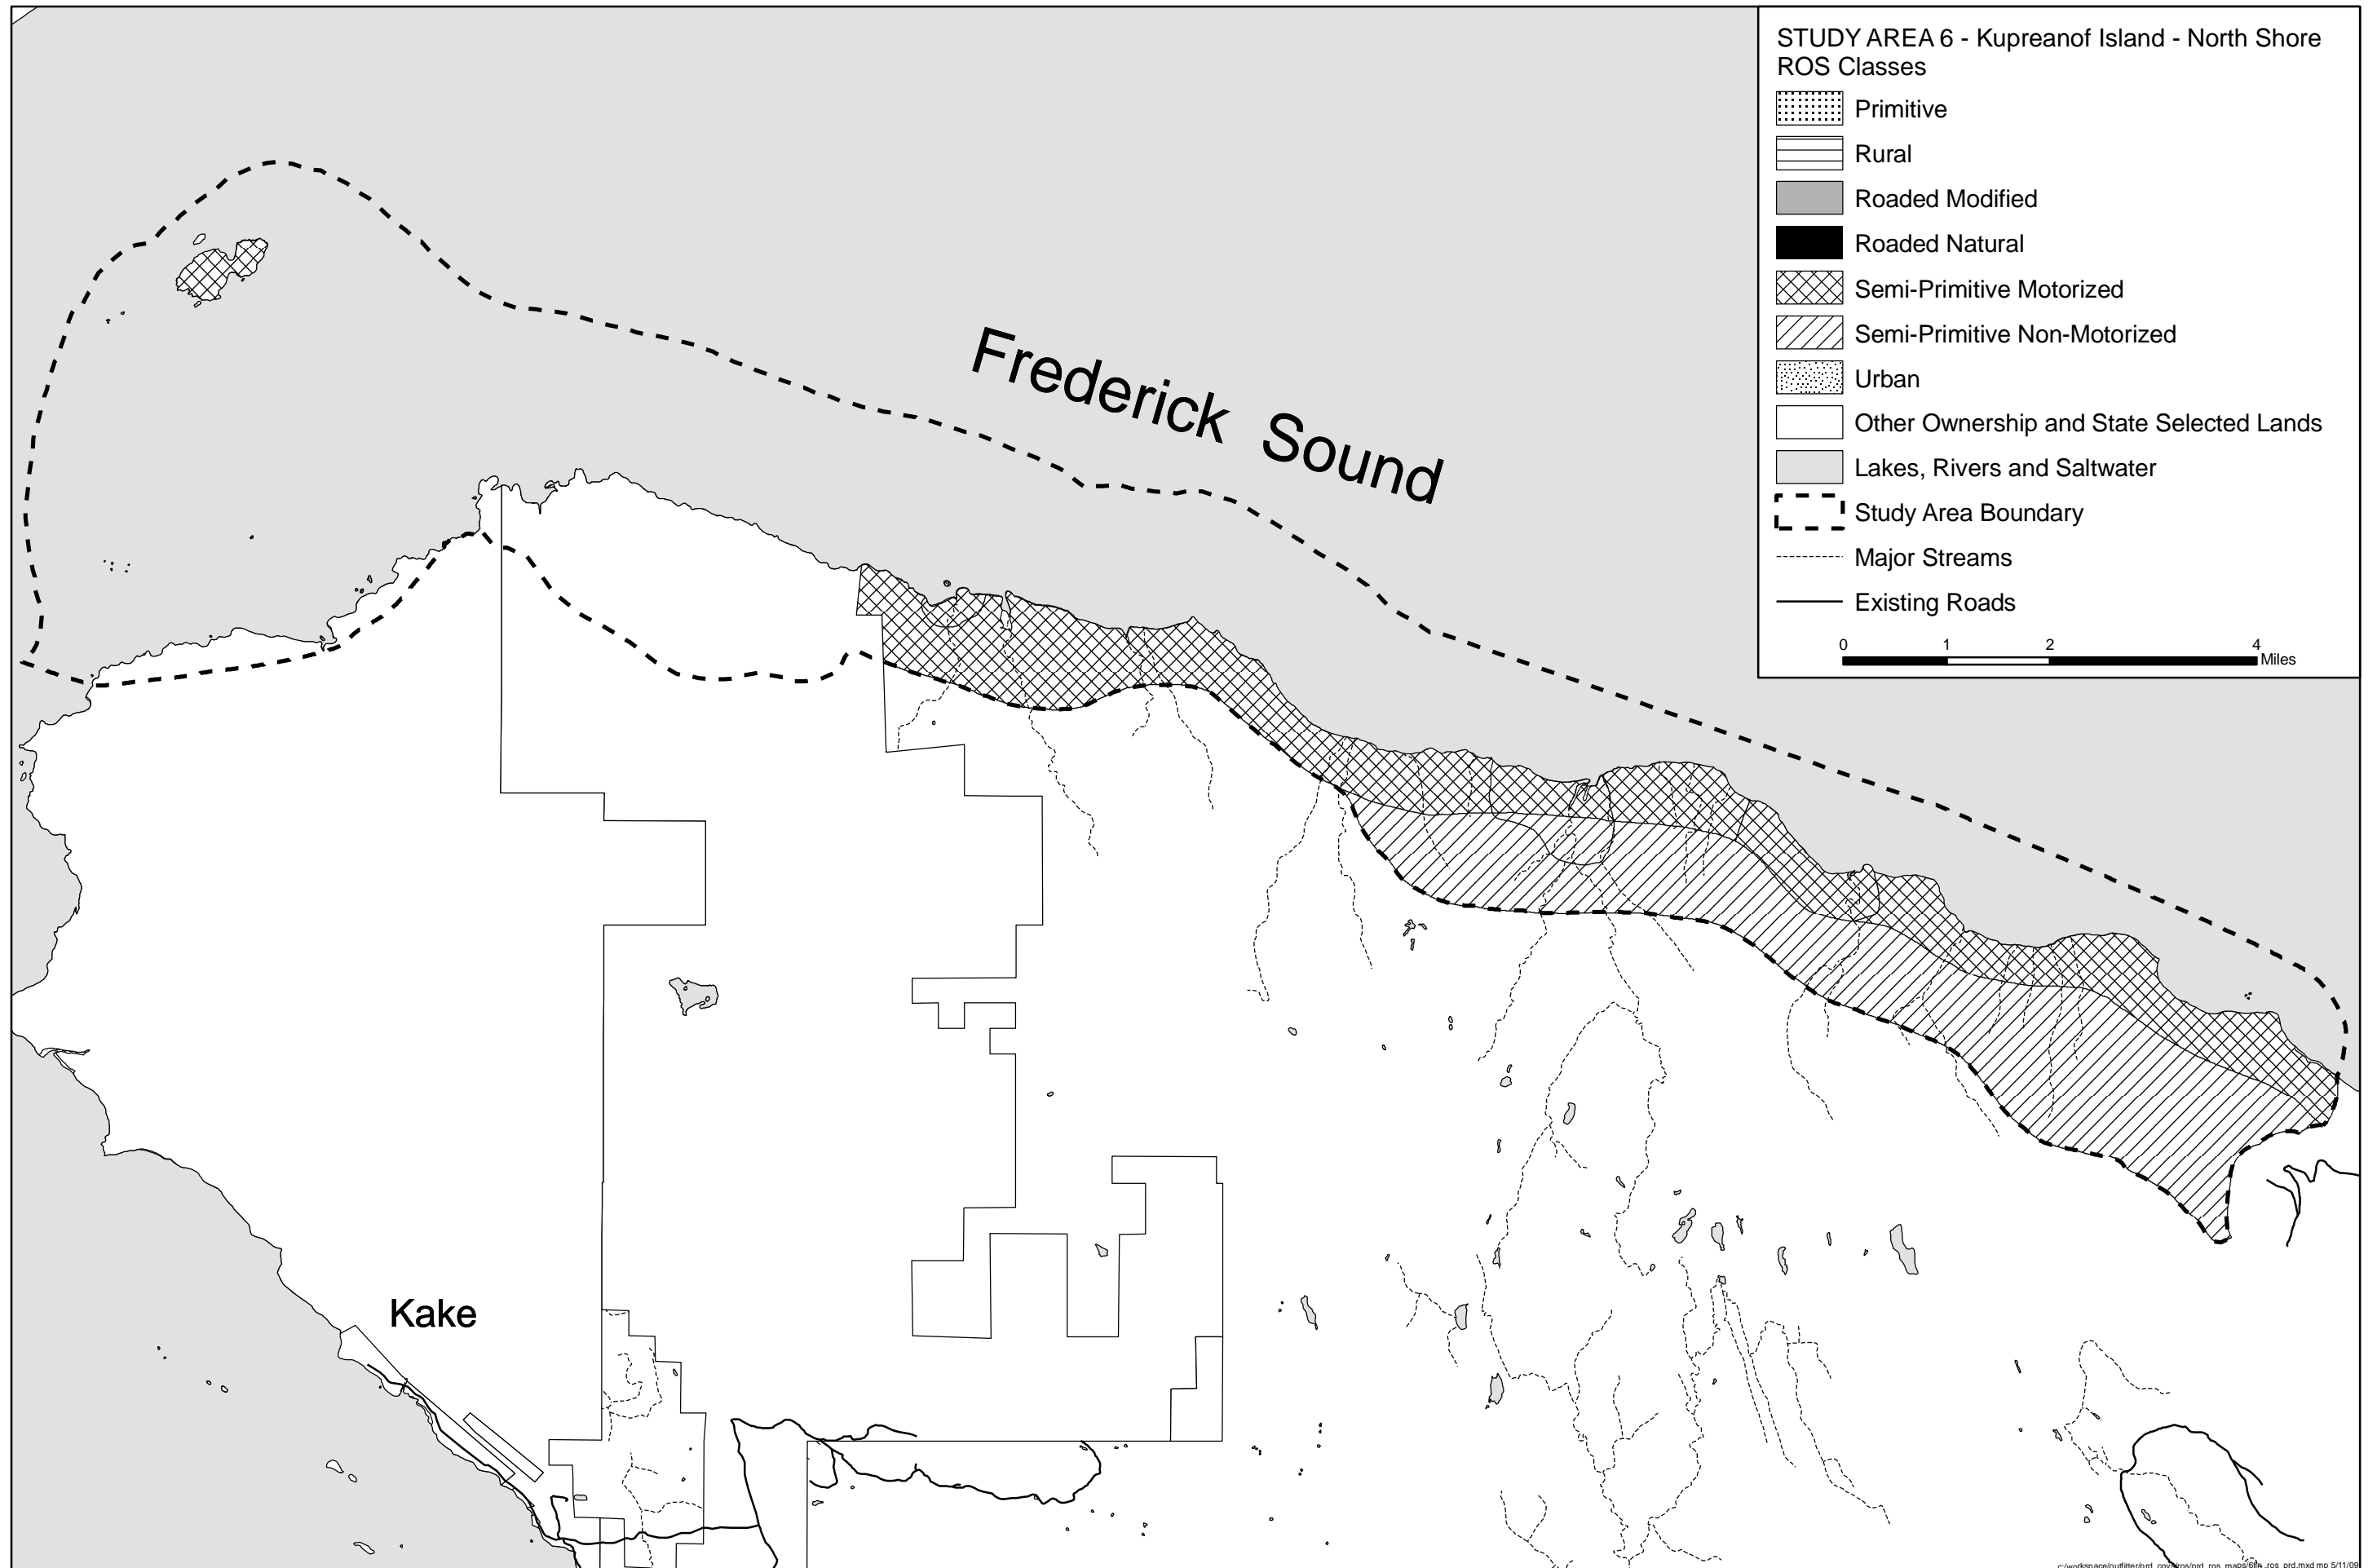 STUDY AREA 6 - Kupreanof Island - North Shore
ROS Classes
Primitive
Rural
Roaded Modified
Roaded Natural
Semi-Primitive Motorized
Semi-Primitive Non-Motorized
Urban
Other Ownership and State Selected Lands
Lakes, Rivers and Saltwater
Study Area Boundary
Major Streams
Existing Roads
0 1 2 4
Miles
Frederick Sound
Kake